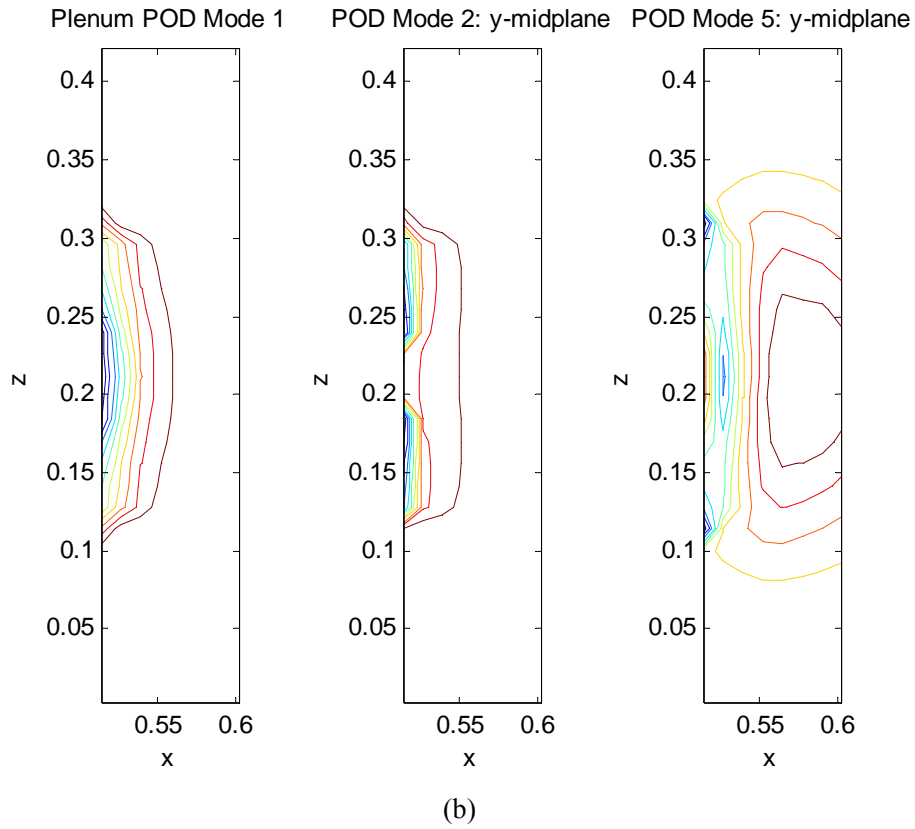 Plenum POD Mode 1 POD Mode 2: y-midplane POD Mode 5: y-midplane
0.4 0.4 0.4
0.35 0.35 0.35
0.3 0.3 0.3
0.25 0.25 0.25
z z z
0.2 0.2 0.2
0.15 0.15 0.15
0.1 0.1 0.1
0.05 0.05 0.05
0.55 0.6 0.55 0.6 0.55 0.6
x x x
(b)